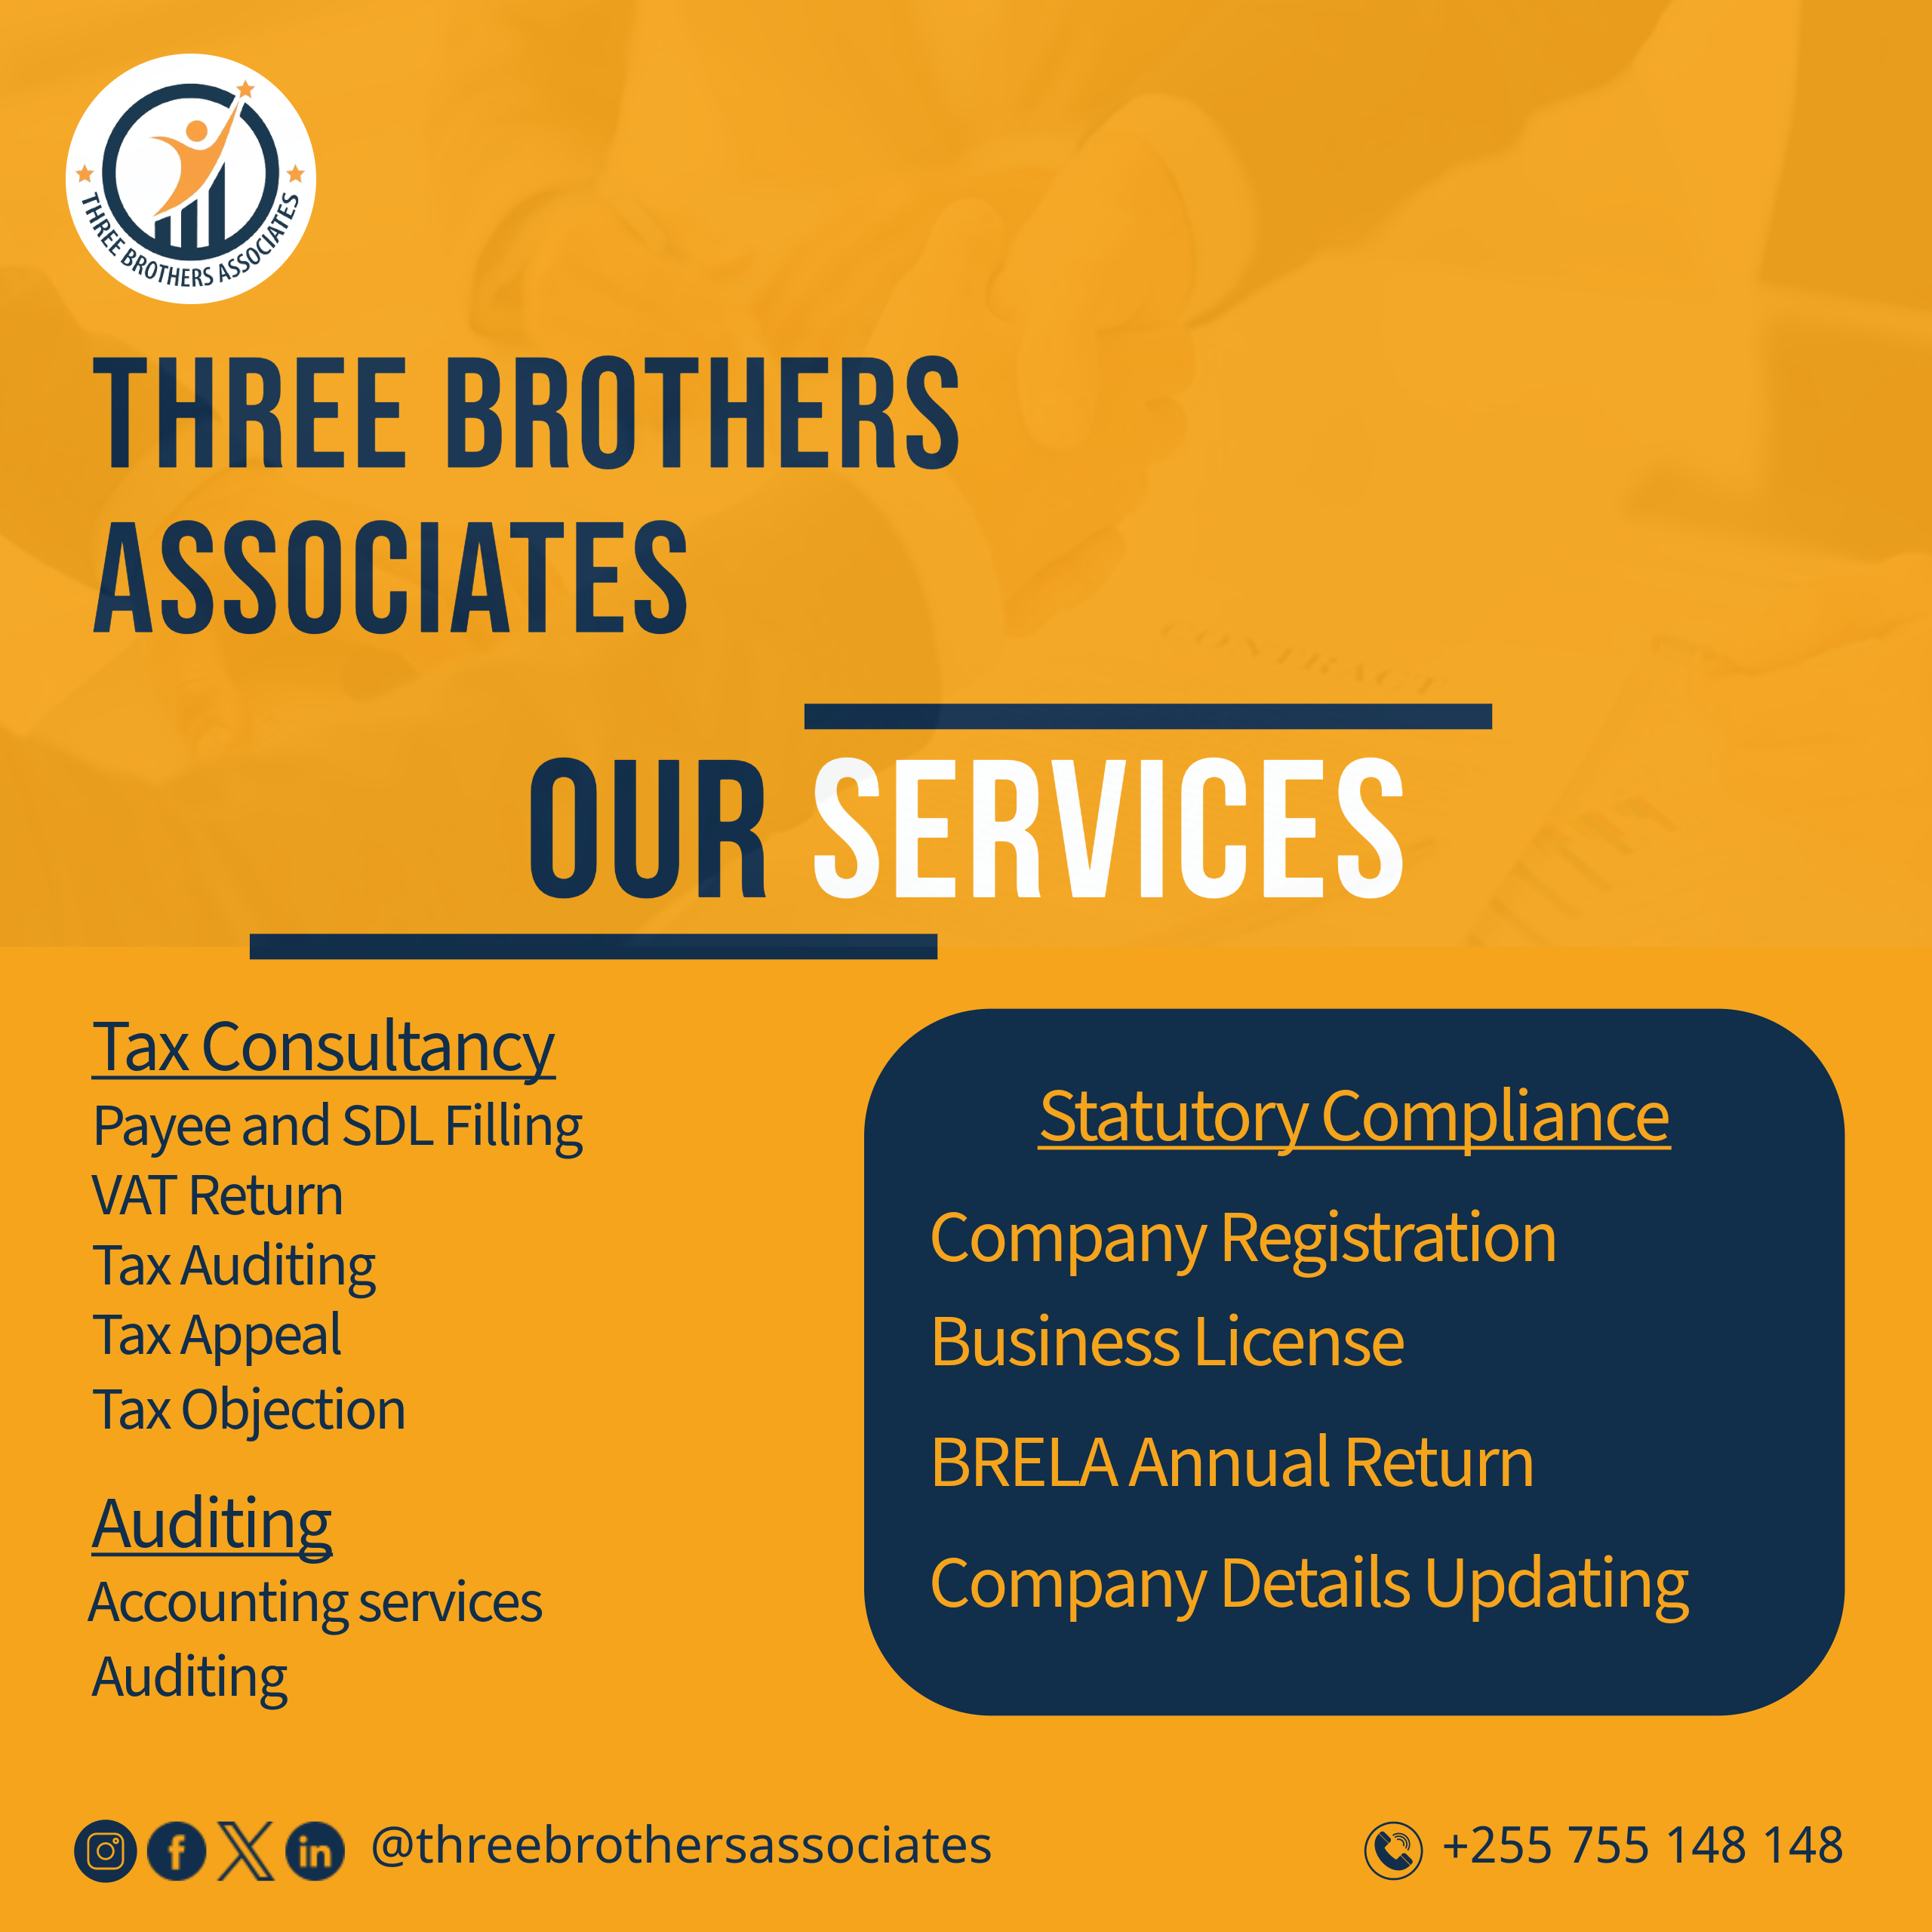 THREE BROTHERS ASSOCIATES
THREE BROTHERS
ASSOCIATES
CONTRACT
OUR SERVICES
Tax Consultancy
Payee and SDL Filling
VAT Return
Tax Auditing
Tax Appeal
Tax Objection
Auditing
Accounting services
Auditing
Statutory Compliance
Company Registration
Business License
BRELA Annual Return
Company Details Updating
@threebrothersassociates
+255 755 148 148